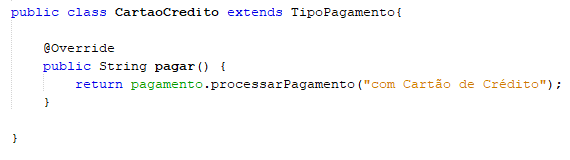 public class CartaoCredito extends TipoPagamento{
@Override
public String pagar() {
return pagamento.processarPagamento("com Cartão de Crédito");
}
}